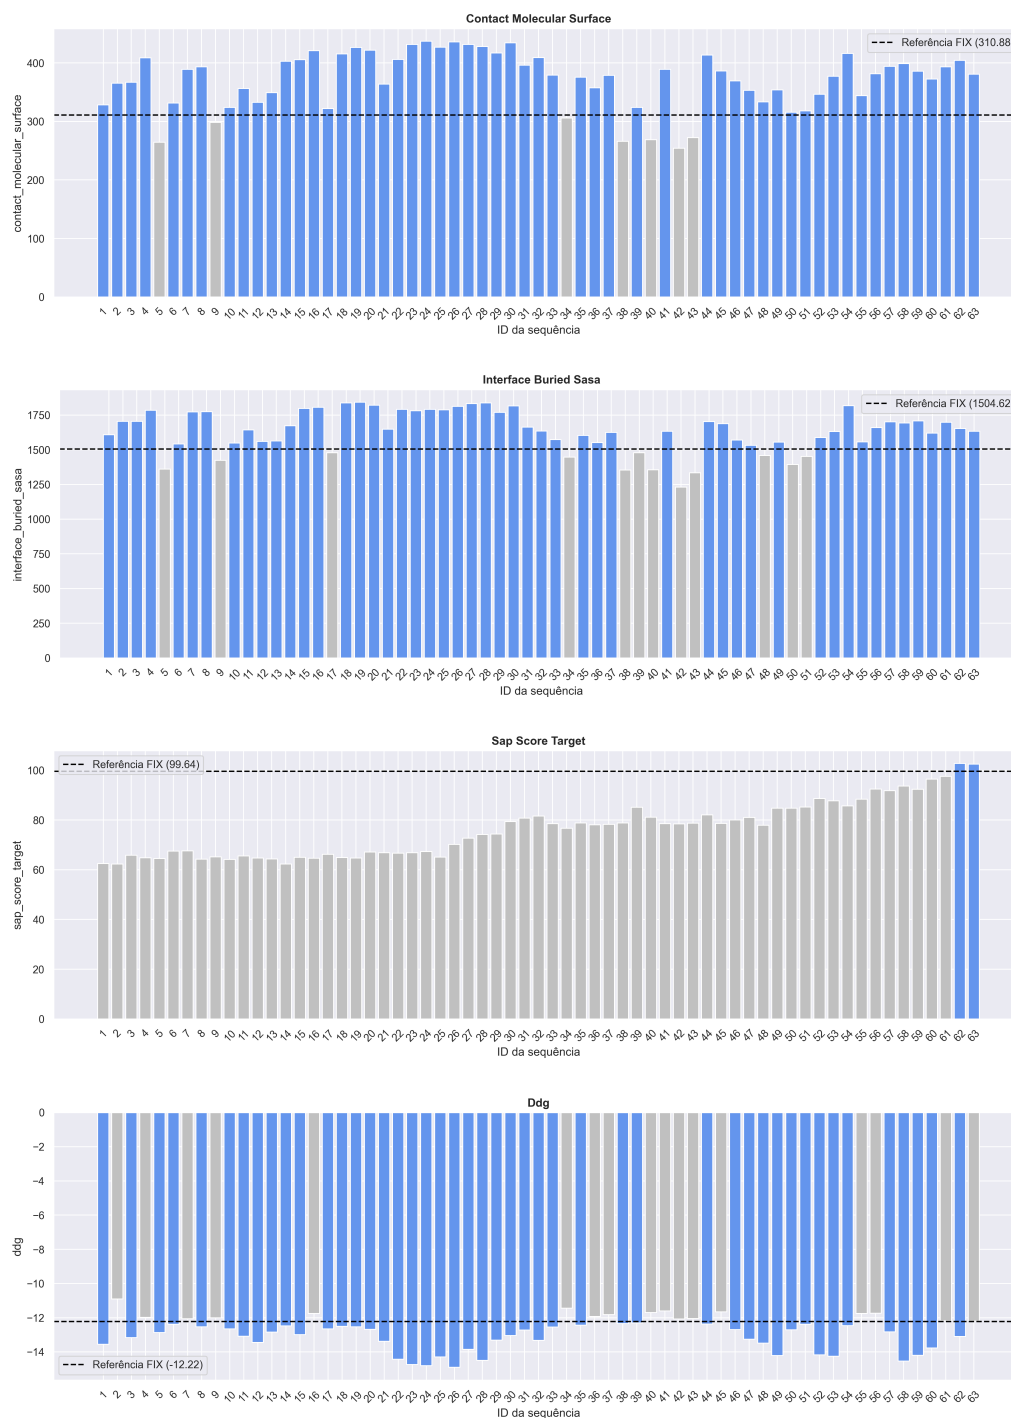 Contact Molecular Surface
Referência FIX (310.88
contact_molecular_surface
400
300
200
100
0
1 2 3 4 5 6 7 8 9 10 11 12 13 14 15 16 17 18 19 20 21 22 23 24 25 26 27 28 29 30 31 32 33 34 35 36 37 38 39 40 41 42 43 44 45 46 47 48 49 50 51 52 53 54 55 56 57 58 59 60 61 62 63
ID da sequência
Interface Buried Sasa
Referência FIX (1504.62
interface_buried_sasa
1750
1500
1250
1000
750
500
250
0
1 2 3 4 5 6 7 8 9 10 11 12 13 14 15 16 17 18 19 20 21 22 23 24 25 26 27 28 29 30 31 32 33 34 35 36 37 38 39 40 41 42 43 44 45 46 47 48 49 50 51 52 53 54 55 56 57 58 59 60 61 62 63
ID da sequência
Sap Score Target
Referência FIX (99.64)
sap_score_target
100
80
60
40
20
0
1 2 3 4 5 6 7 8 9 10 11 12 13 14 15 16 17 18 19 20 21 22 23 24 25 26 27 28 29 30 31 32 33 34 35 36 37 38 39 40 41 42 43 44 45 46 47 48 49 50 51 52 53 54 55 56 57 58 59 60 61 62 63
ID da sequência
Ddg
ddg
0
−2
−4
−6
−8
−10
−12
−14
Referência FIX (-12.22)
1 2 3 4 5 6 7 8 9 10 11 12 13 14 15 16 17 18 19 20 21 22 23 24 25 26 27 28 29 30 31 32 33 34 35 36 37 38 39 40 41 42 43 44 45 46 47 48 49 50 51 52 53 54 55 56 57 58 59 60 61 62 63
ID da sequência